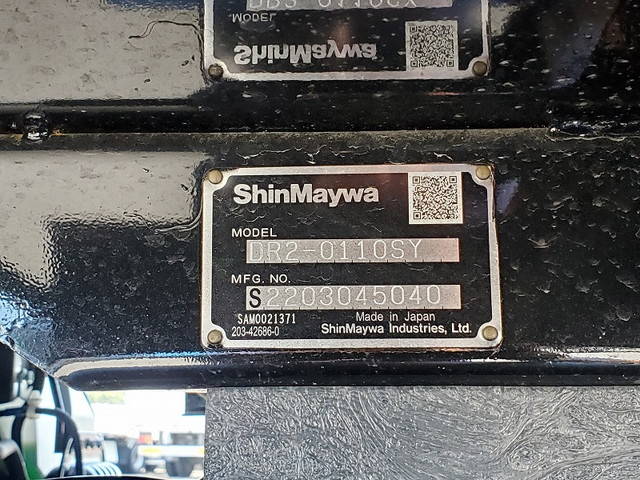 MODEL
ShinMaywa
ShinMaywa
MODEL
DR2-0110SY
MFG. NO.
S2203045040
SAM0021371
Made in Japan
203-42686-0
ShinMaywa Industries, Ltd.